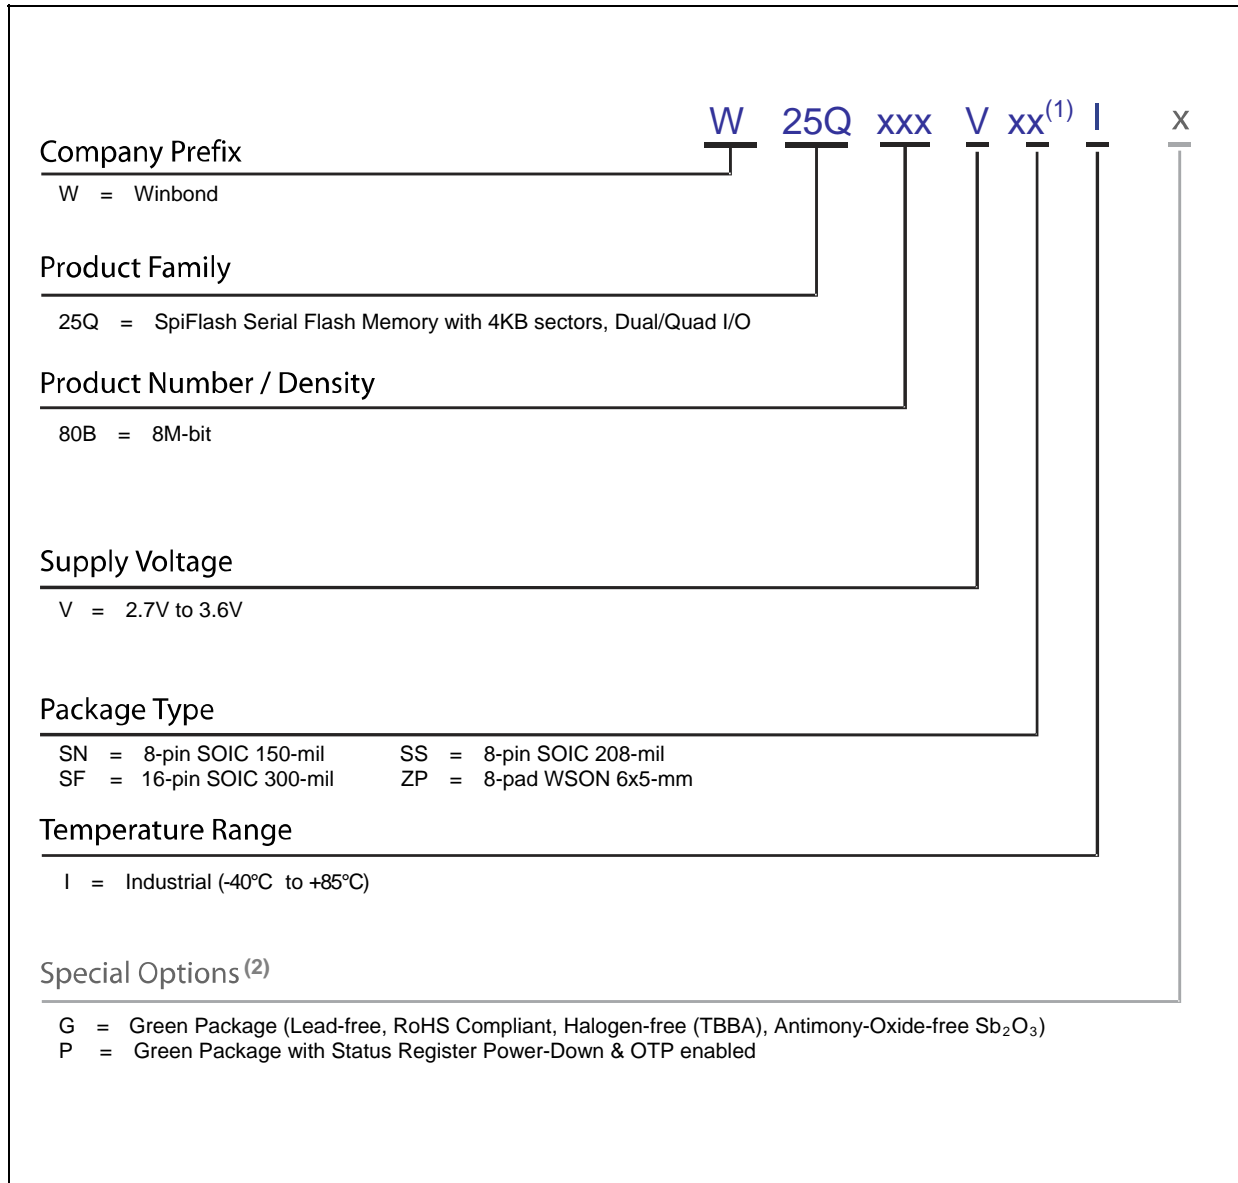 W 25Q xxx V xx(1) I x
Company Prefix
W = Winbond
Product Family
25Q = SpiFlash Serial Flash Memory with 4KB sectors, Dual/Quad I/O
Product Number / Density
80B = 8M-bit
Supply Voltage
V = 2.7V to 3.6V
Package Type
SN = 8-pin SOIC 150-mil SS = 8-pin SOIC 208-mil
SF = 16-pin SOIC 300-mil ZP = 8-pad WSON 6x5-mm
Temperature Range
I = Industrial (-40°C to +85°C)
Special Options (2)
G = Green Package (Lead-free, RoHS Compliant, Halogen-free (TBBA), Antimony-Oxide-free Sb₂O₃)
P = Green Package with Status Register Power-Down & OTP enabled